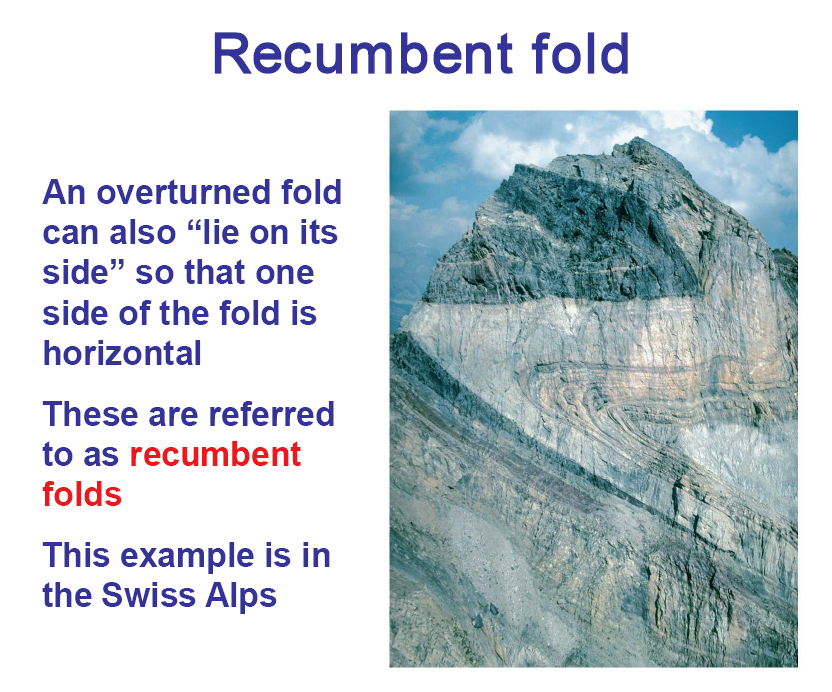 Recumbent fold
An overturned fold
can also “lie on its
side” so that one
side of the fold is
horizontal
These are referred
to as recumbent
folds
This example is in
the Swiss Alps